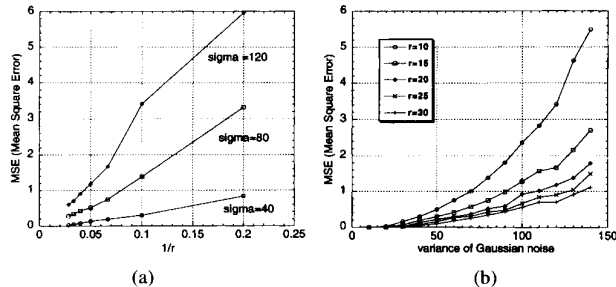 6
5
4
3
2
1
0
MSE (Mean Square Error)
sigma =120
sigma=80
sigma=40
0 0.05 0.1 0.15 0.2 0.25
1/r
(a)
6
5
4
3
2
1
0
MSE (Mean Square Error)
r=10
r=15
r=20
r=25
r=30
0 50 100 150
variance of Gaussian noise
(b)